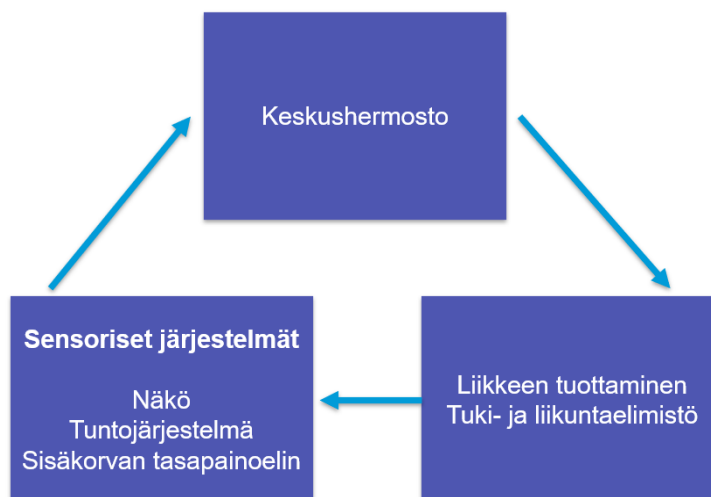 Keskushermosto
Sensoriset järjestelmät
Näkö
Tuntojärjestelmä
Sisäkorvan tasapainoelin
Liikkeen tuottaminen
Tuki- ja liikuntaelimistö